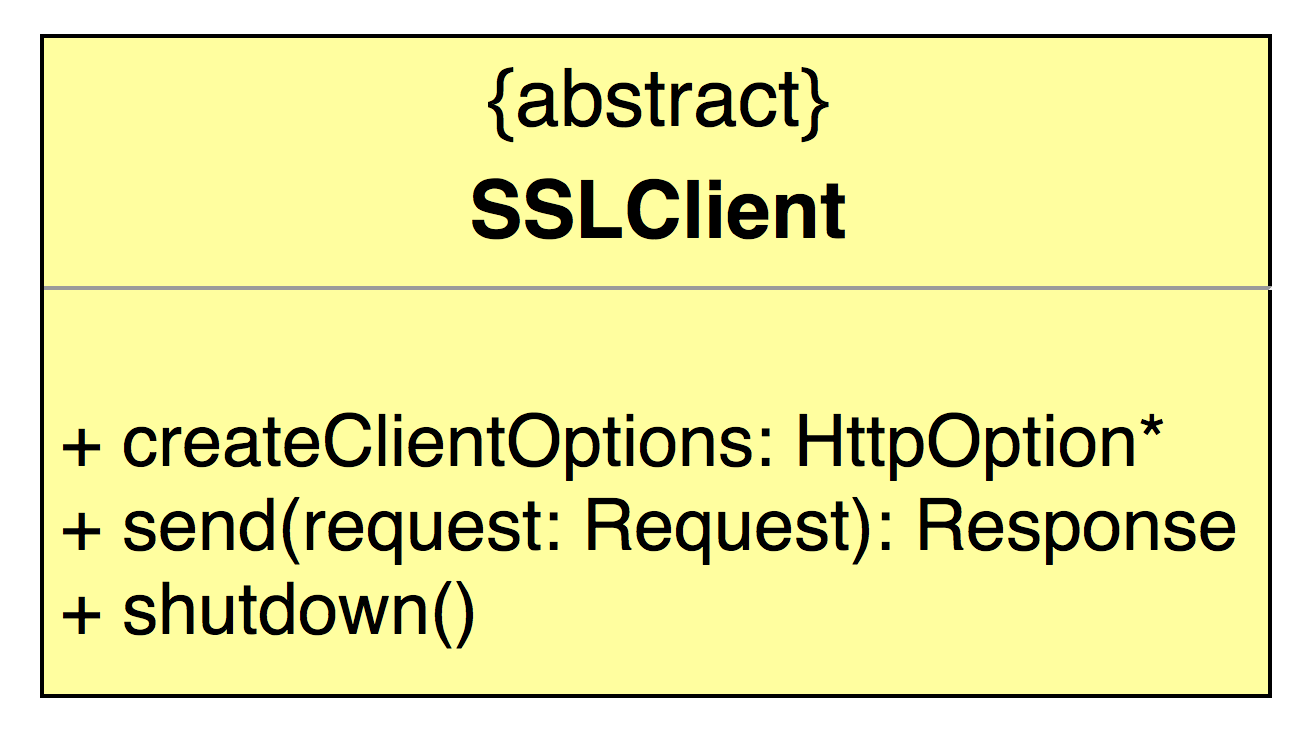 {abstract}
SSLClient
+ createClientOptions: HttpOption*
+ send(request: Request): Response
+ shutdown()